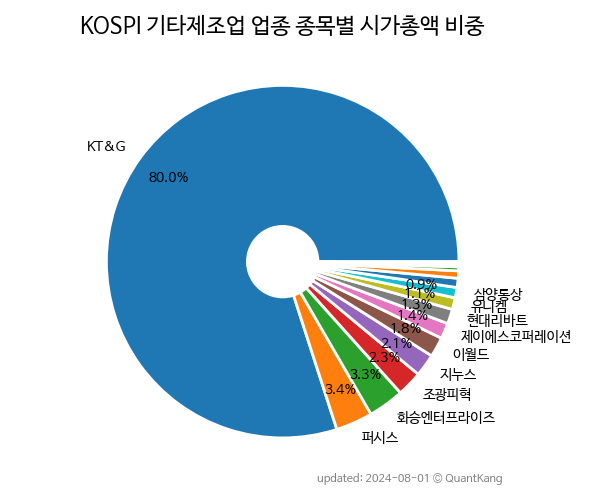 KOSPI 기타제조업 업종 종목별 시가총액 비중
KT&G
80.0%
0.9%
삼양통상
1.1%
유니켐
1.3%
현대리바트
1.4%
제이에스코퍼레이션
1.8%
이월드
2.1%
지누스
2.3%
조광피혁
3.3%
화승엔터프라이즈
3.4%
퍼시스
updated: 2024-08-01 © QuantKang